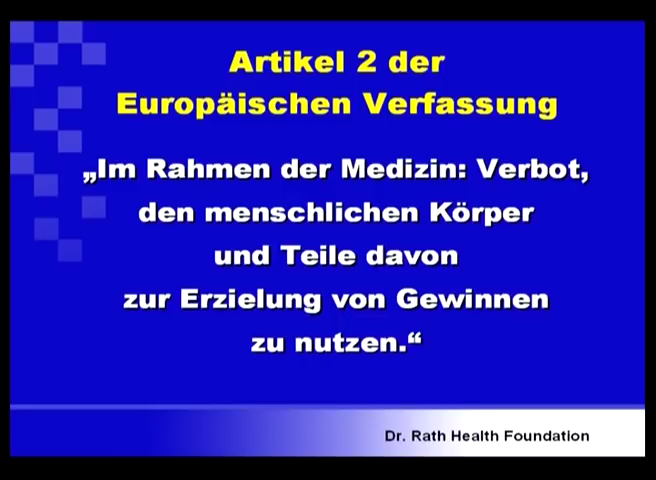 Artikel 2 der
Europäischen Verfassung
„Im Rahmen der Medizin: Verbot,
den menschlichen Körper
und Teile davon
zur Erzielung von Gewinnen
zu nutzen.“
Dr. Rath Health Foundation